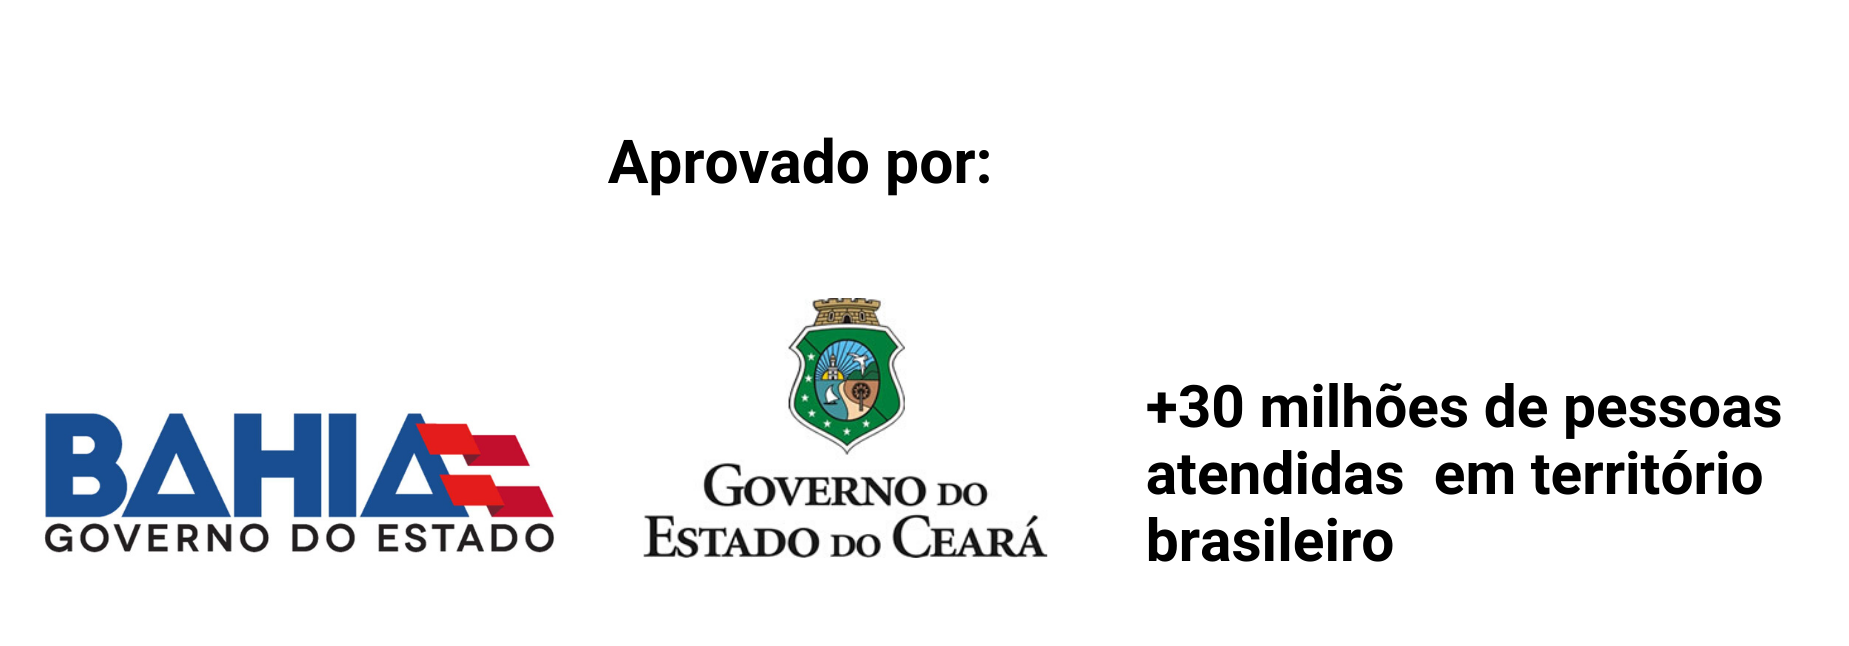 Aprovado por:
BAHIA
GOVERNO DO ESTADO
GOVERNO DO
ESTADO DO CEARÁ
+30 milhões de pessoas
atendidas  em território
brasileiro